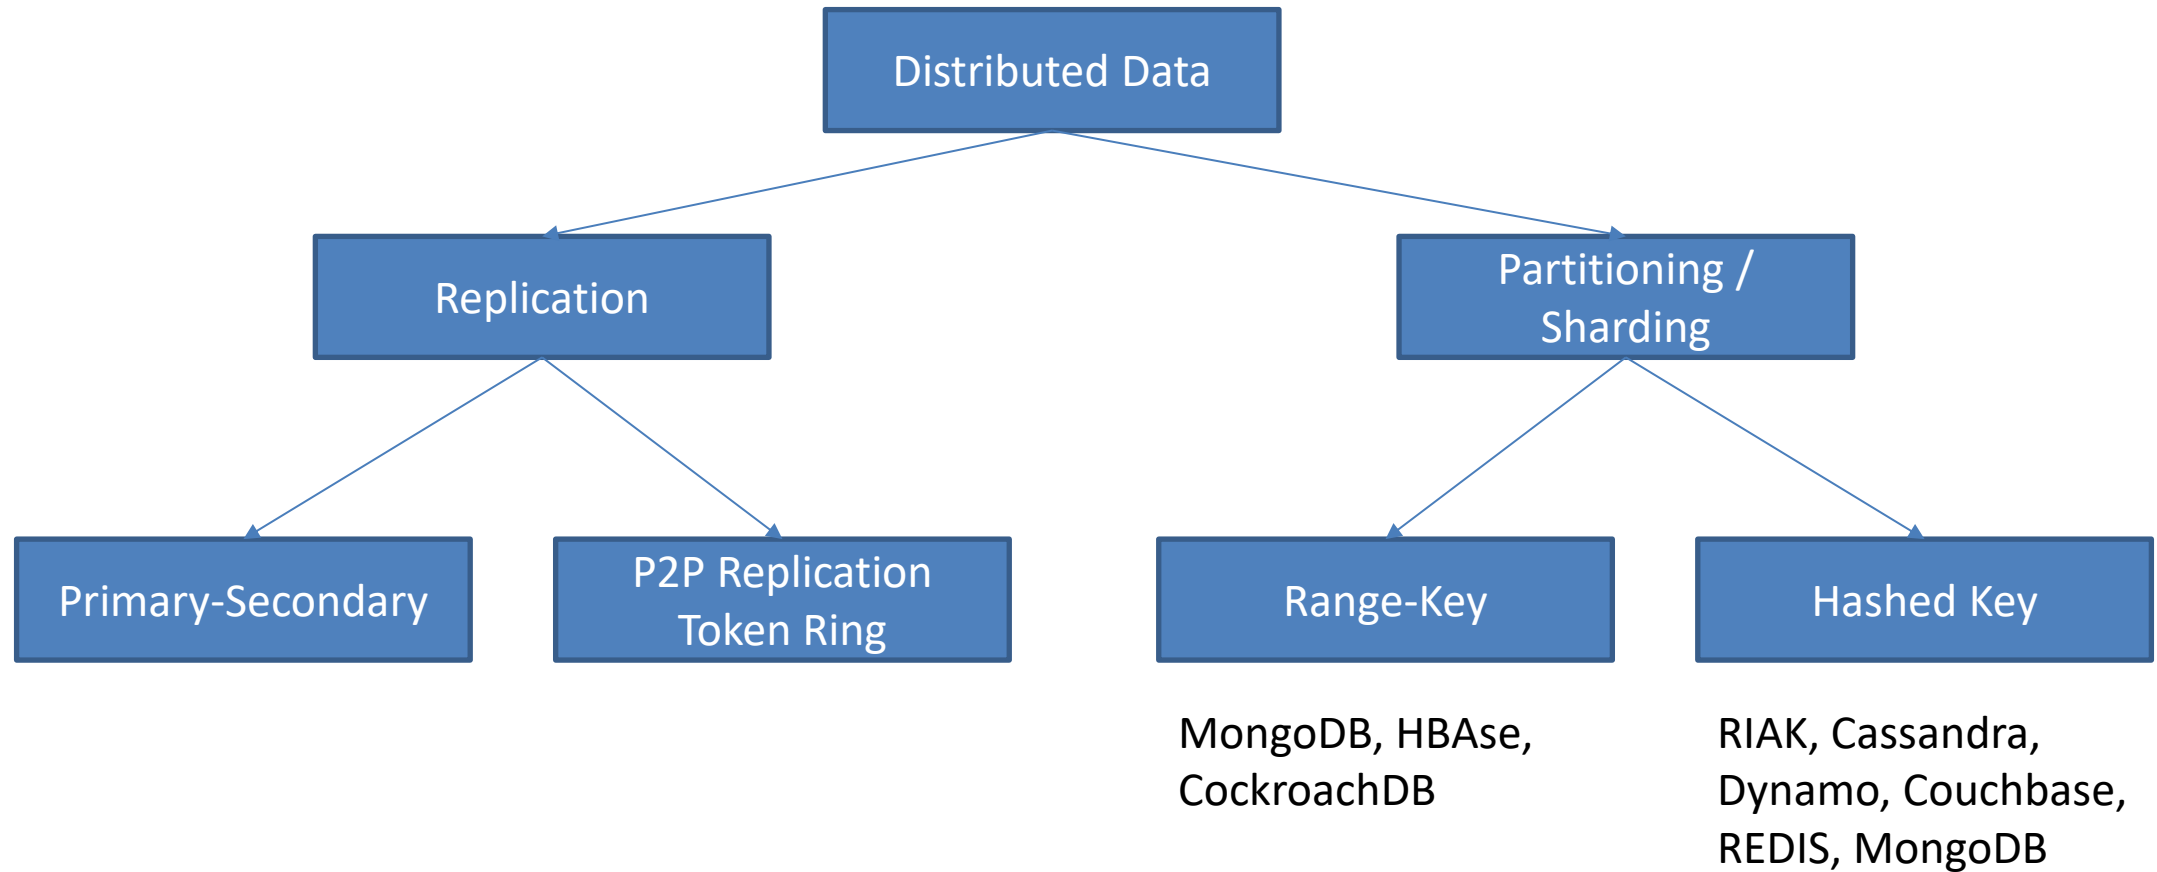 Distributed Data
Replication
Partitioning /
Sharding
Primary-Secondary
P2P Replication
Token Ring
Range-Key
Hashed Key
MongoDB, HBAse,
CockroachDB
RIAK, Cassandra,
Dynamo, Couchbase,
REDIS, MongoDB